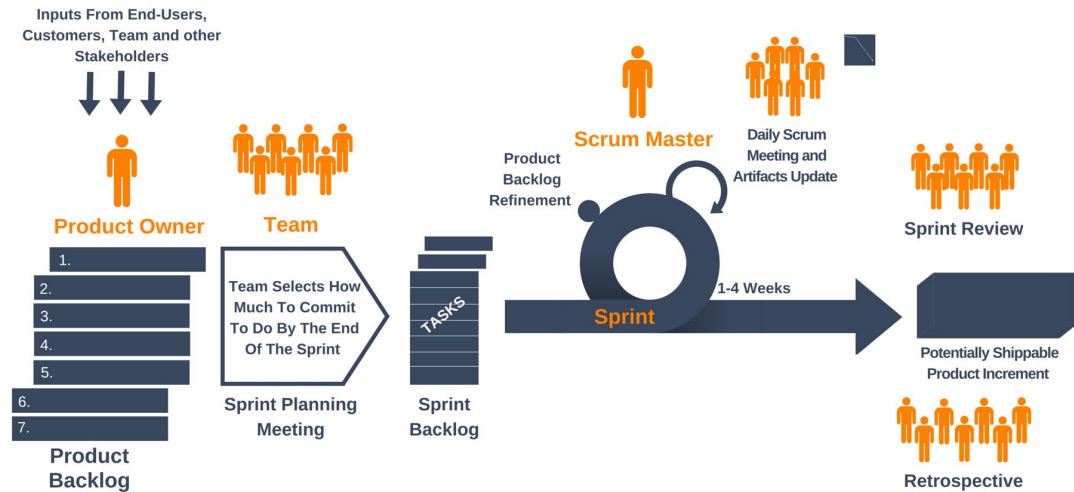 Inputs From End-Users,
Customers, Team and other
Stakeholders
Product Owner
1.
2.
3.
4.
5.
6.
7.
Product
Backlog
Team
Team Selects How
Much To Commit
To Do By The End
Of The Sprint
Sprint Planning
Meeting
TASKS
Sprint
Backlog
Scrum Master
Product
Backlog
Refinement
Daily Scrum
Meeting and
Artifacts Update
1-4 Weeks
Sprint
Sprint Review
Potentially Shippable
Product Increment
Retrospective